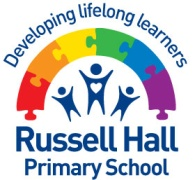 Developing lifelong learners
Russell Hall
Primary School